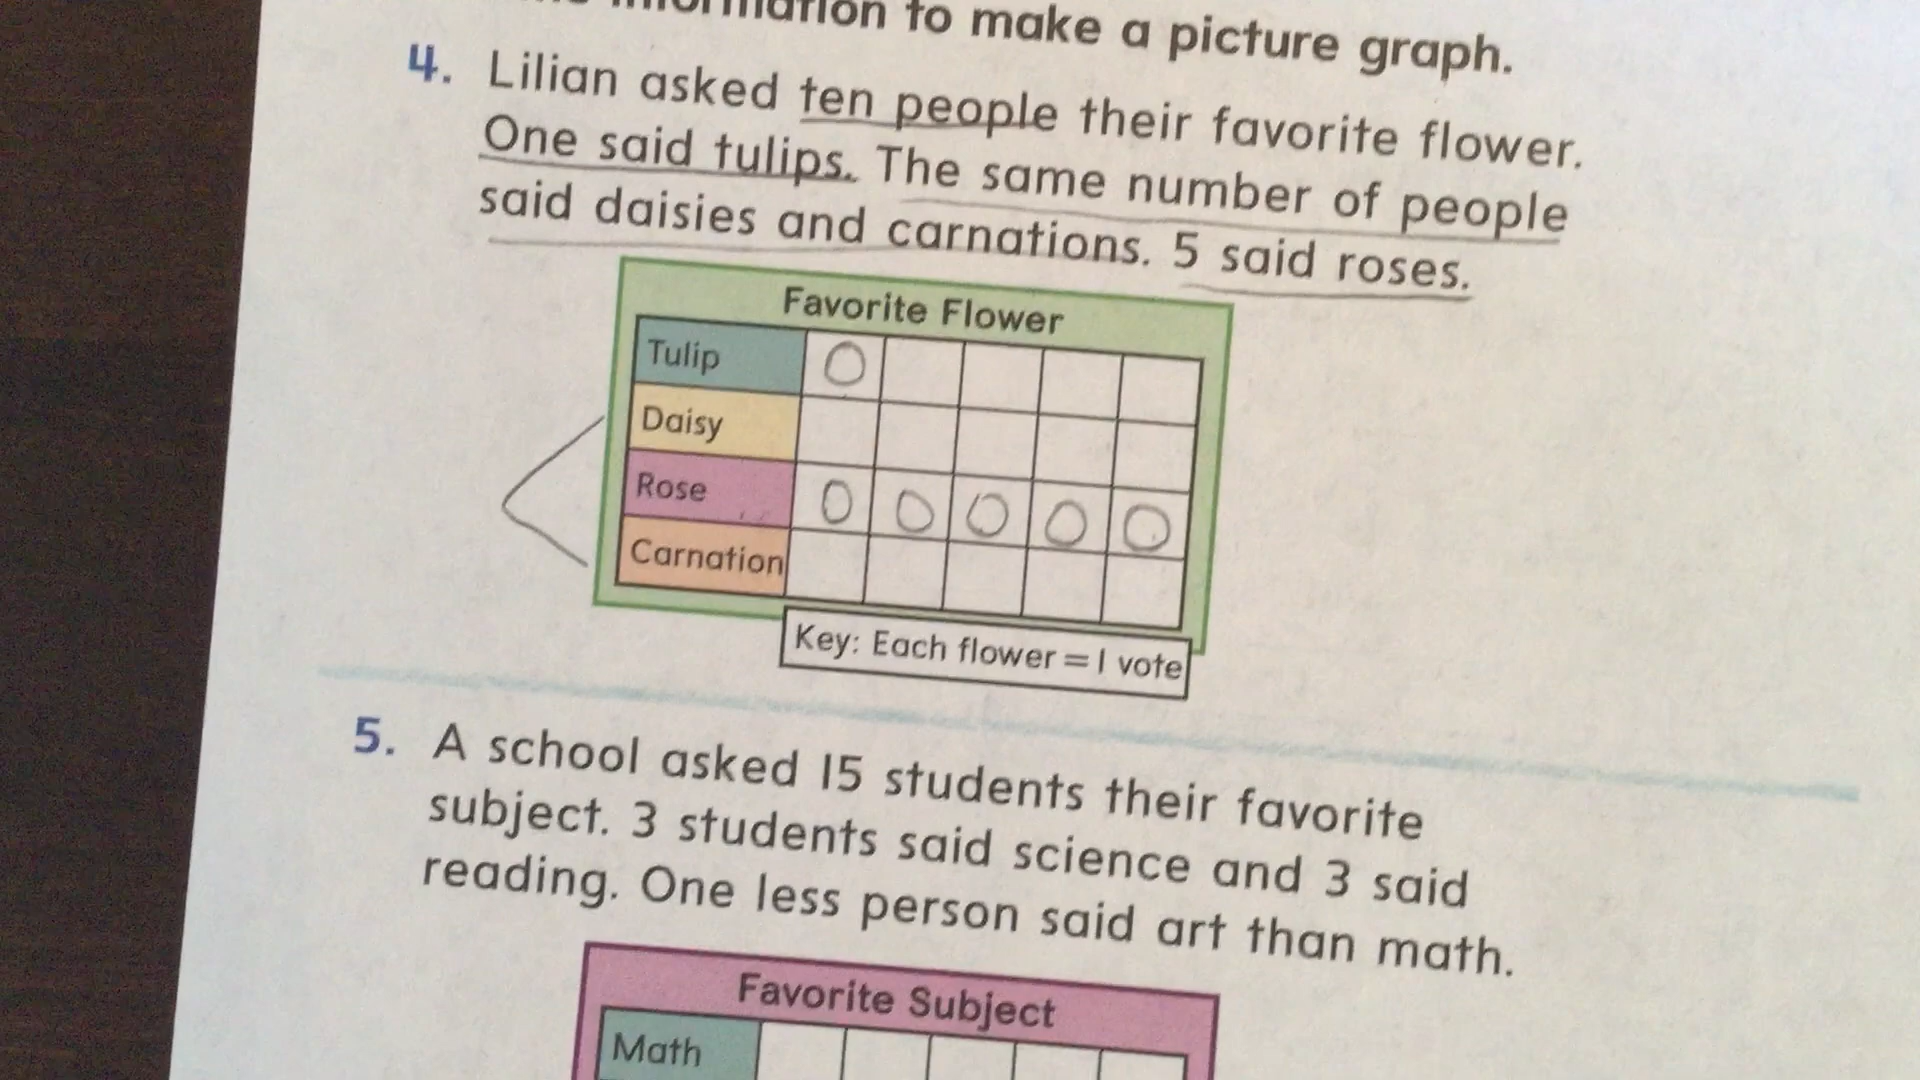 information to make a picture graph.
4. Lilian asked ten people their favorite flower.
One said tulips. The same number of people
said daisies and carnations. 5 said roses.
Favorite Flower
Tulip
Daisy
Rose
Carnation
Key: Each flower = 1 vote
5. A school asked 15 students their favorite
subject. 3 students said science and 3 said
reading. One less person said art than math.
Favorite Subject
Math